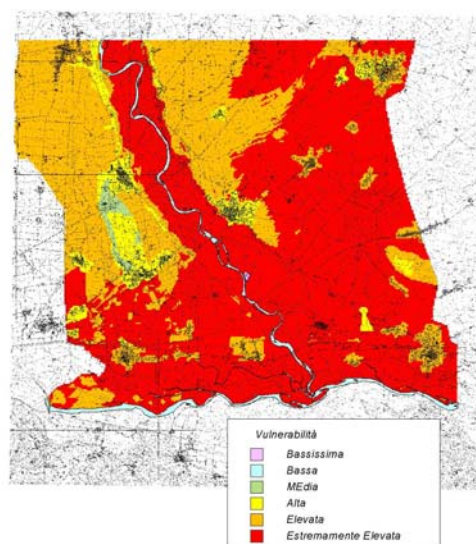 Vulnerabilità
Bassissima
Bassa
MEdia
Alta
Elevata
Estremamente Elevata